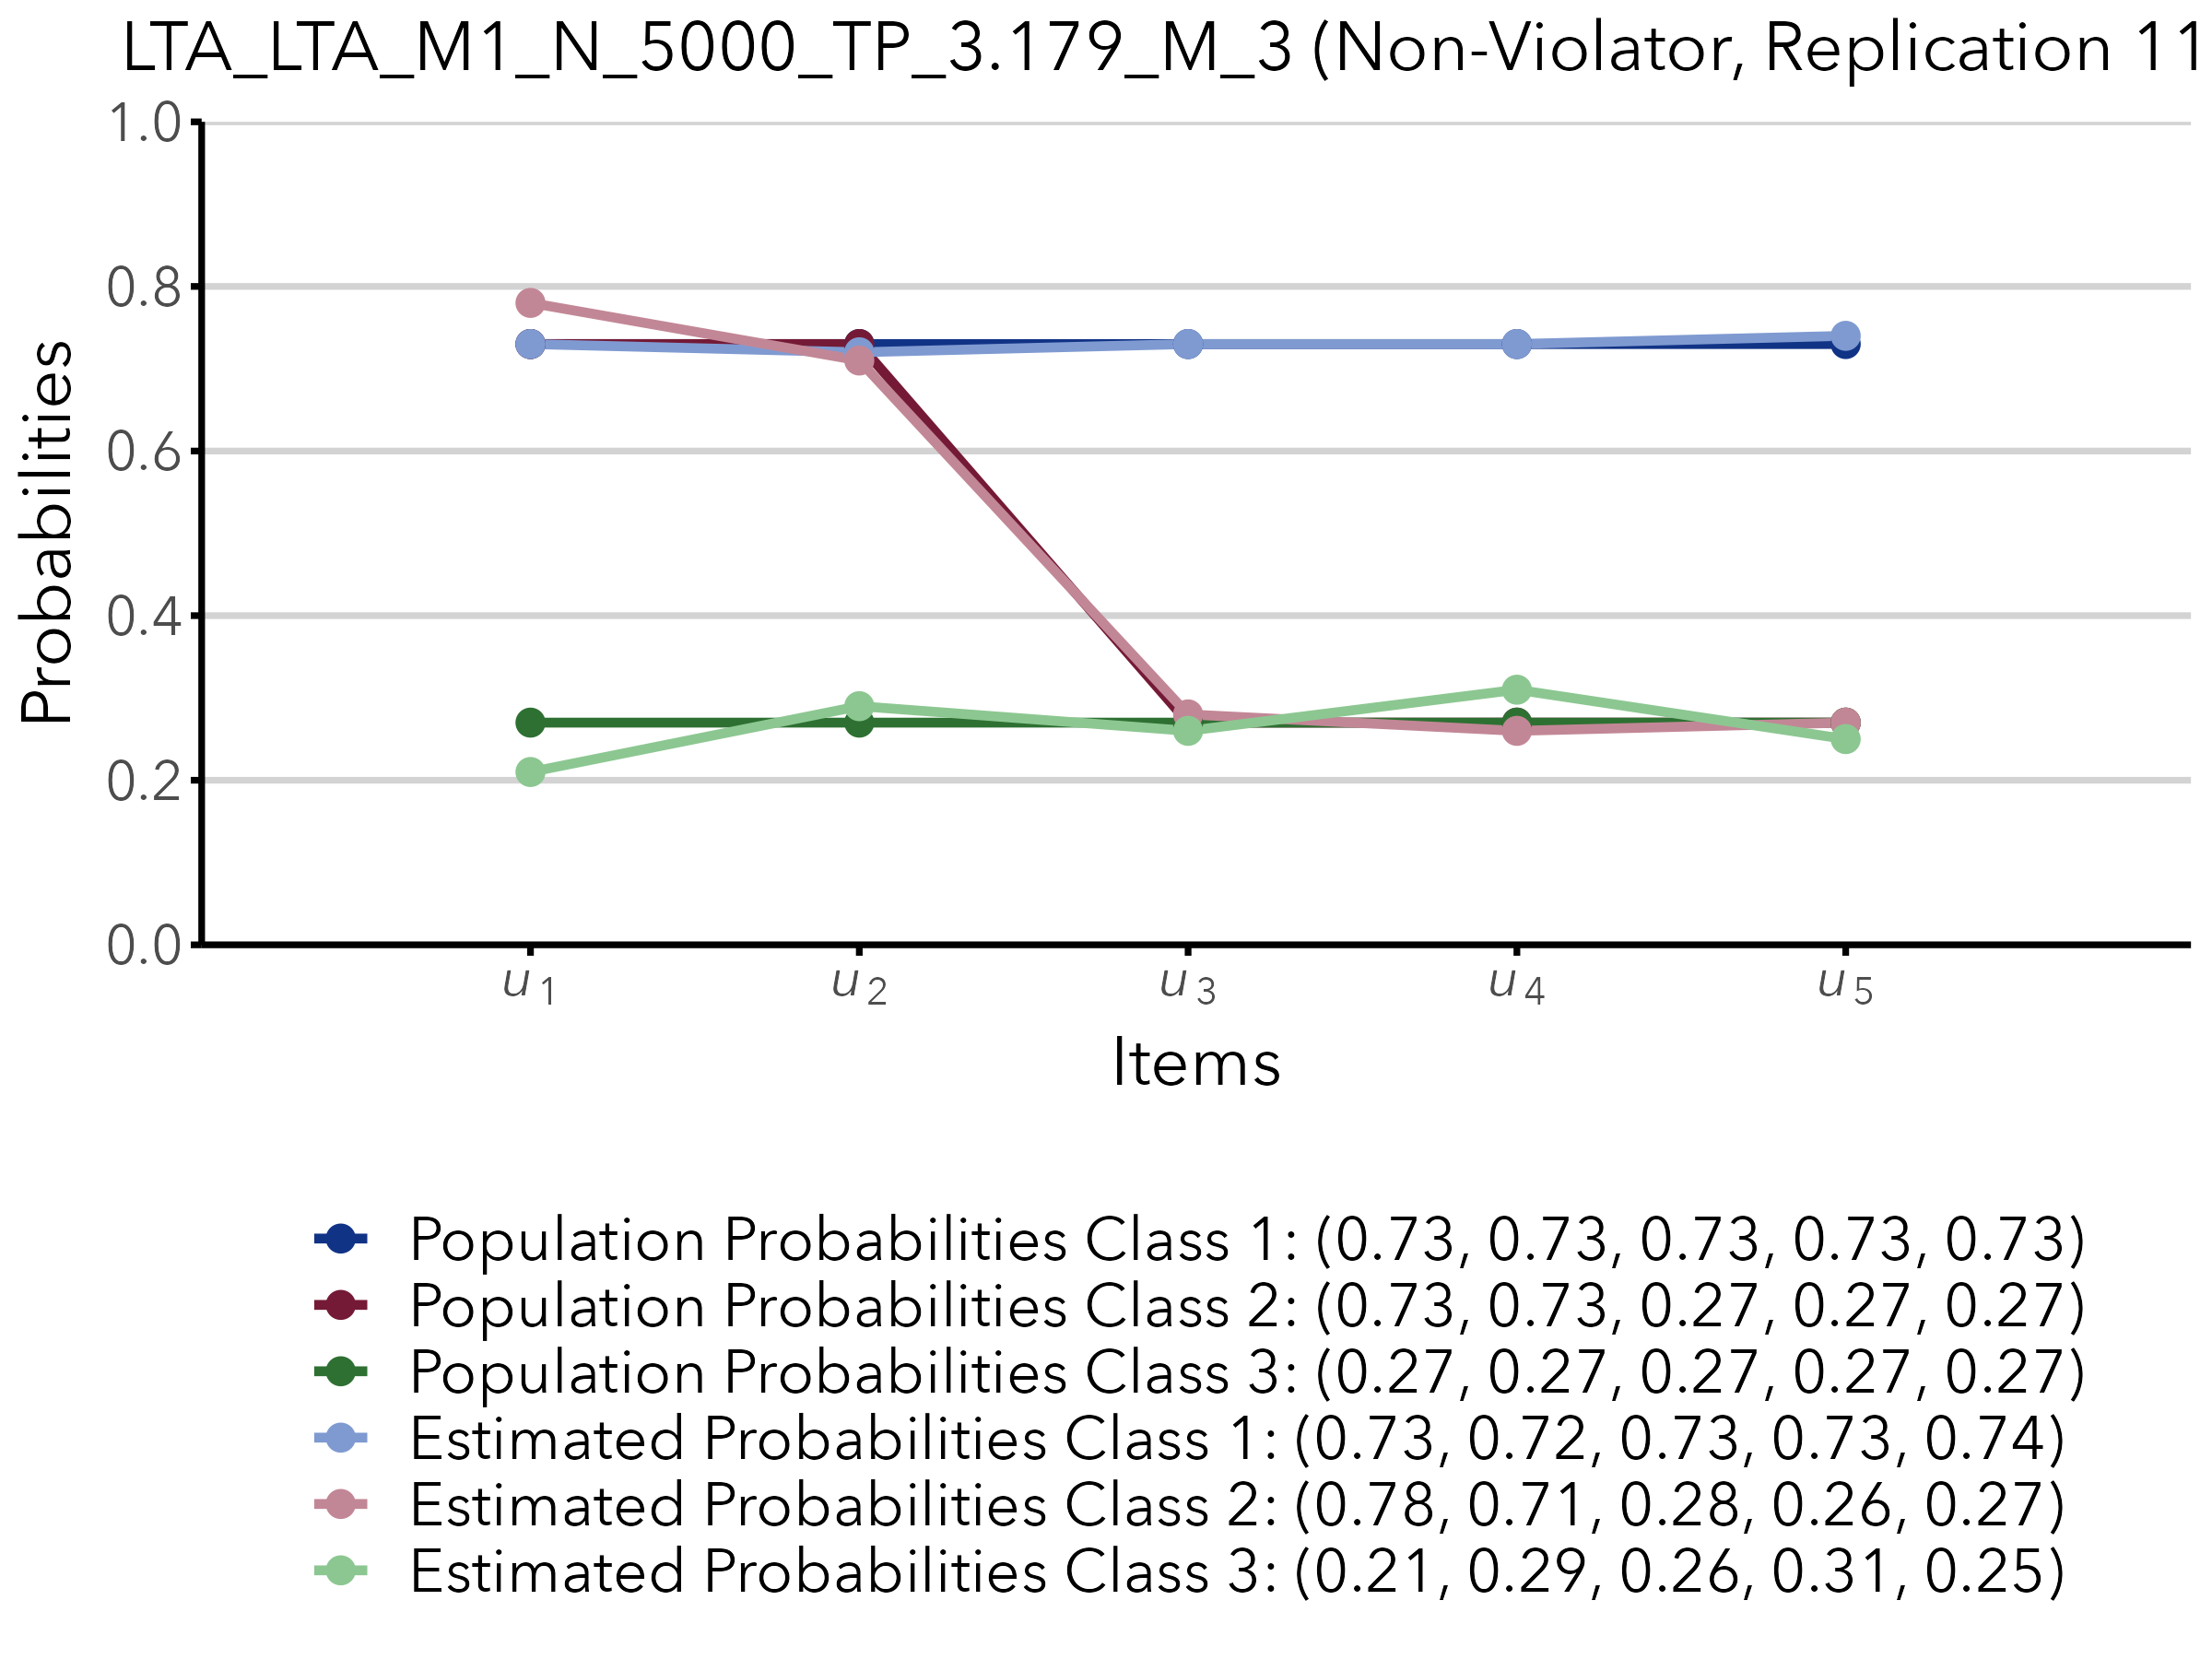 LTA_LTA_M1_N_5000_TP_3.179_M_3 (Non-Violator, Replication 11
1.0
0.8
0.6
0.4
0.2
0.0
Probabilities
u1 u2 u3 u4 u5
Items
Population Probabilities Class 1: (0.73, 0.73, 0.73, 0.73, 0.73)
Population Probabilities Class 2: (0.73, 0.73, 0.27, 0.27, 0.27)
Population Probabilities Class 3: (0.27, 0.27, 0.27, 0.27, 0.27)
Estimated Probabilities Class 1: (0.73, 0.72, 0.73, 0.73, 0.74)
Estimated Probabilities Class 2: (0.78, 0.71, 0.28, 0.26, 0.27)
Estimated Probabilities Class 3: (0.21, 0.29, 0.26, 0.31, 0.25)